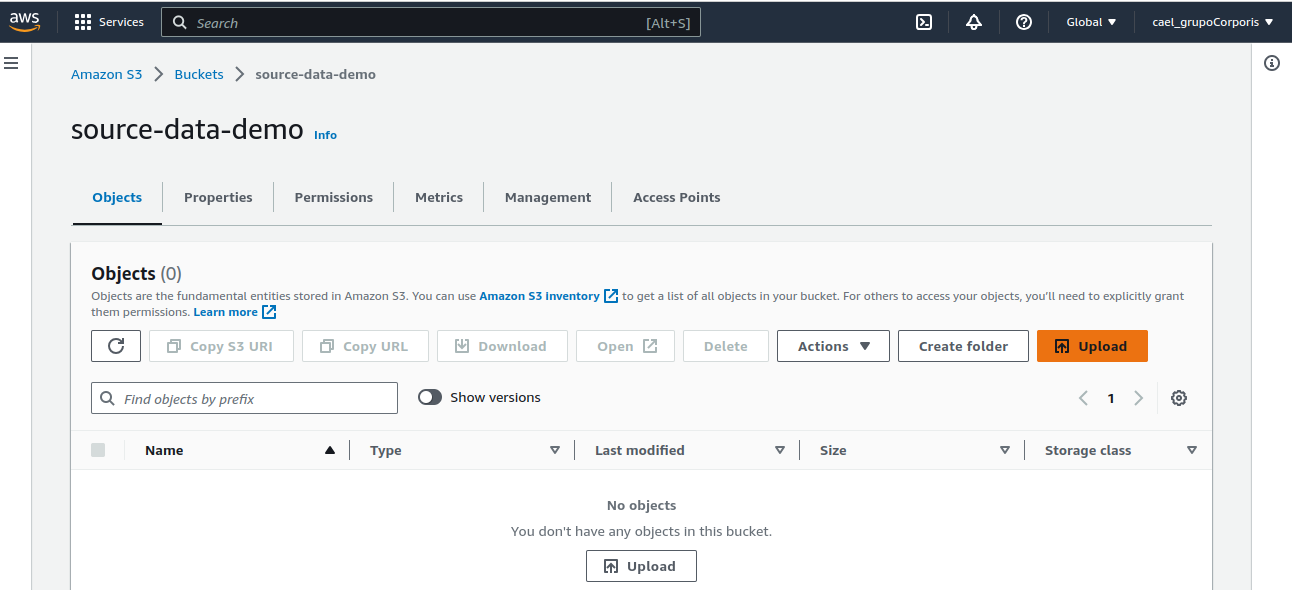 aws Services Search [Alt+S] Global cael_grupoCorporis
Amazon S3 Buckets source-data-demo
source-data-demo Info
Objects Properties Permissions Metrics Management Access Points
Objects (0)
Objects are the fundamental entities stored in Amazon S3. You can use Amazon S3 inventory to get a list of all objects in your bucket. For others to access your objects, you'll need to explicitly grant
them permissions. Learn more
Copy S3 URI Copy URL Download Open Delete Actions Create folder Upload
Find objects by prefix Show versions 1
Name Type Last modified Size Storage class
No objects
You don't have any objects in this bucket.
Upload